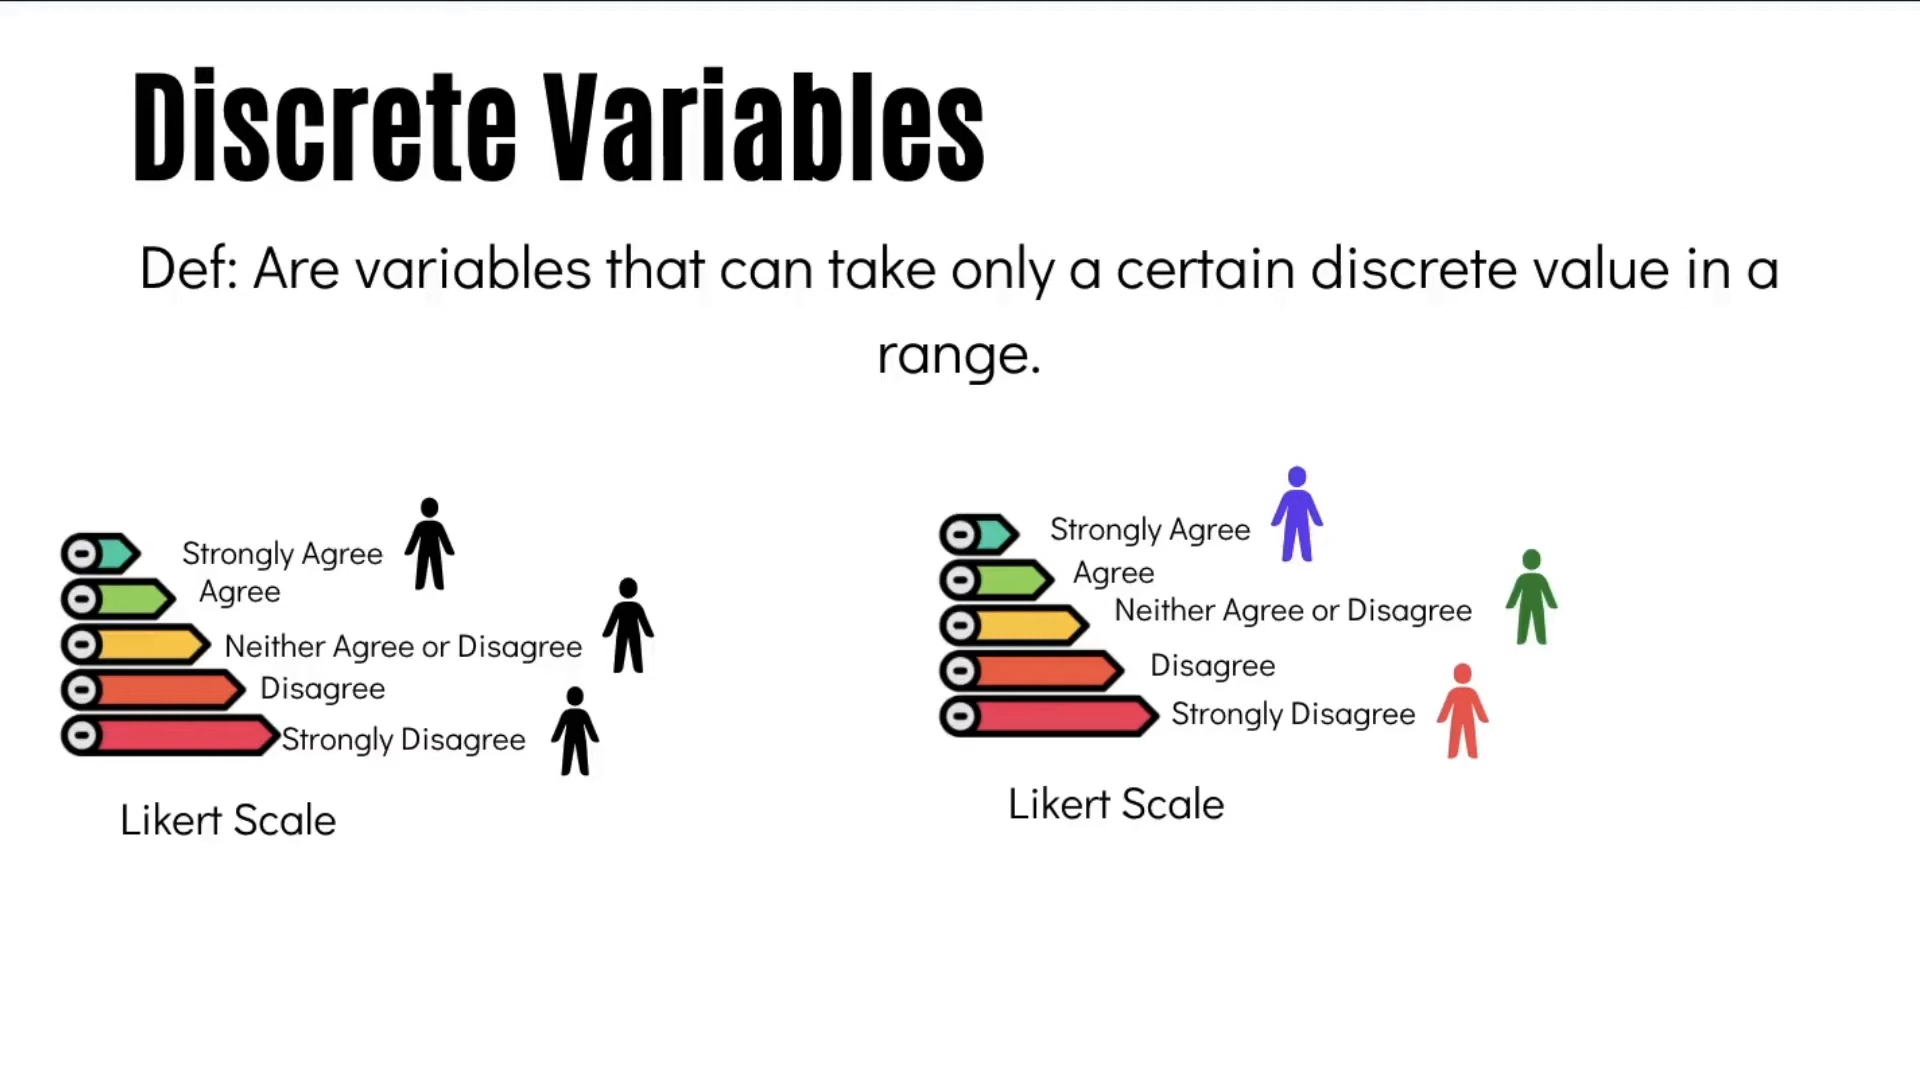 Discrete Variables
Def: Are variables that can take only a certain discrete value in a
range.
Strongly Agree
Agree
Neither Agree or Disagree
Disagree
Strongly Disagree
Likert Scale
Strongly Agree
Agree
Neither Agree or Disagree
Disagree
Strongly Disagree
Likert Scale